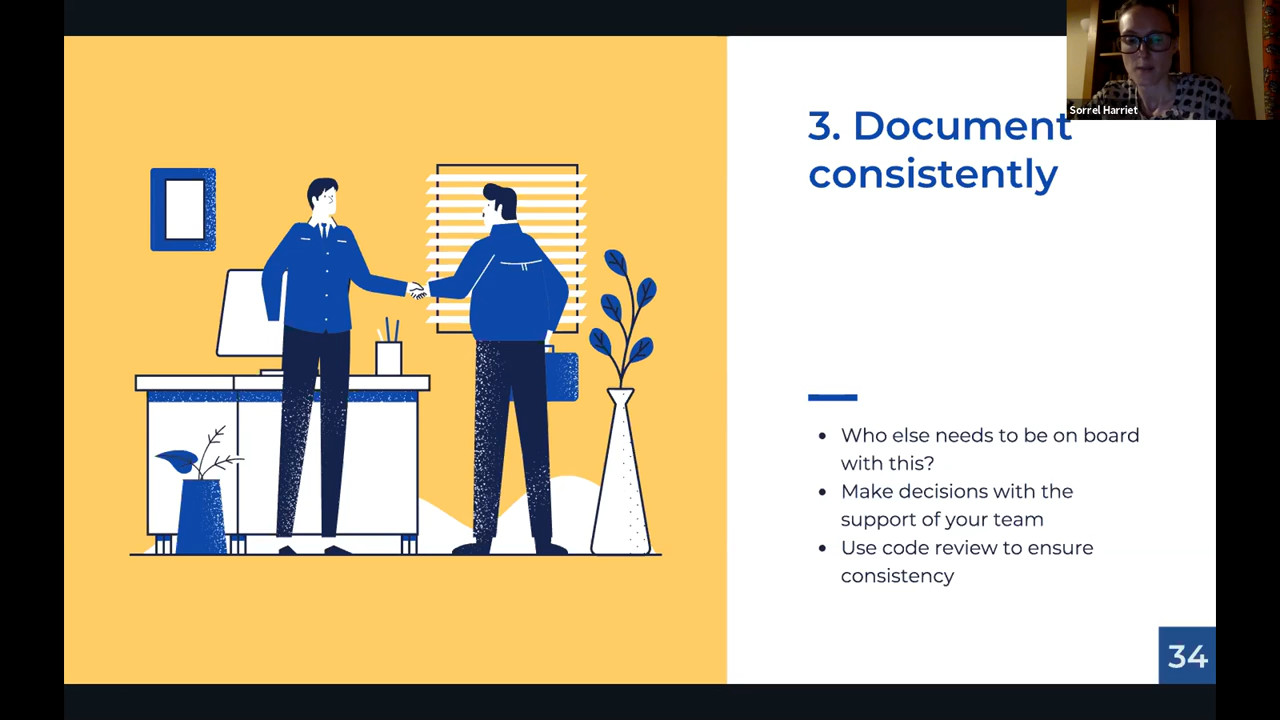 Sorrel Harriet
3. Document
consistently
• Who else needs to be on board
with this?
• Make decisions with the
support of your team
• Use code review to ensure
consistency
34